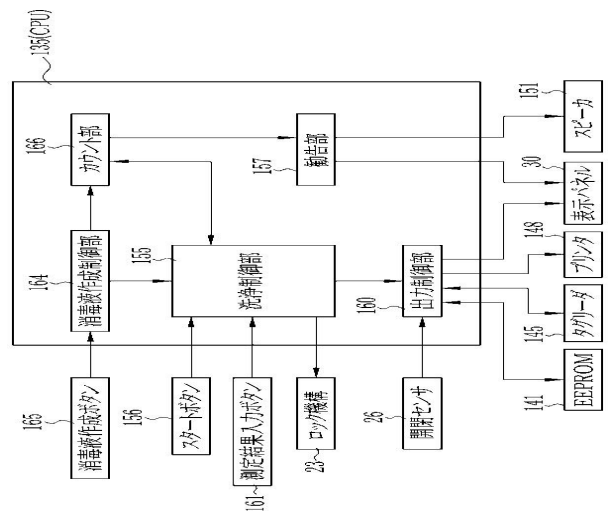 135(CPU)
166
カウント部
157
勧告部
151
スピーカ
30
表示パネル
164
消毒液作成制御部
155
洗浄制御部
160
出力制御部
148
プリンタ
145
タグリーダ
141
EEPROM
165
消毒液作成ボタン
156
スタートボタン
161
測定結果入力ボタン
23
ロック機構
26
開閉センサ